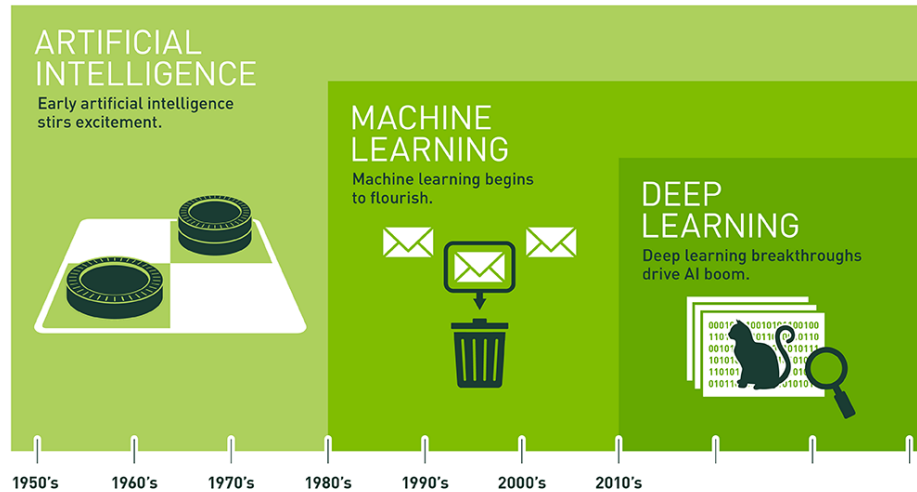 ARTIFICIAL
INTELLIGENCE
Early artificial intelligence
stirs excitement.
MACHINE
LEARNING
Machine learning begins
to flourish.
DEEP
LEARNING
Deep learning breakthroughs
drive AI boom.
1950's
1960's
1970's
1980's
1990's
2000's
2010's